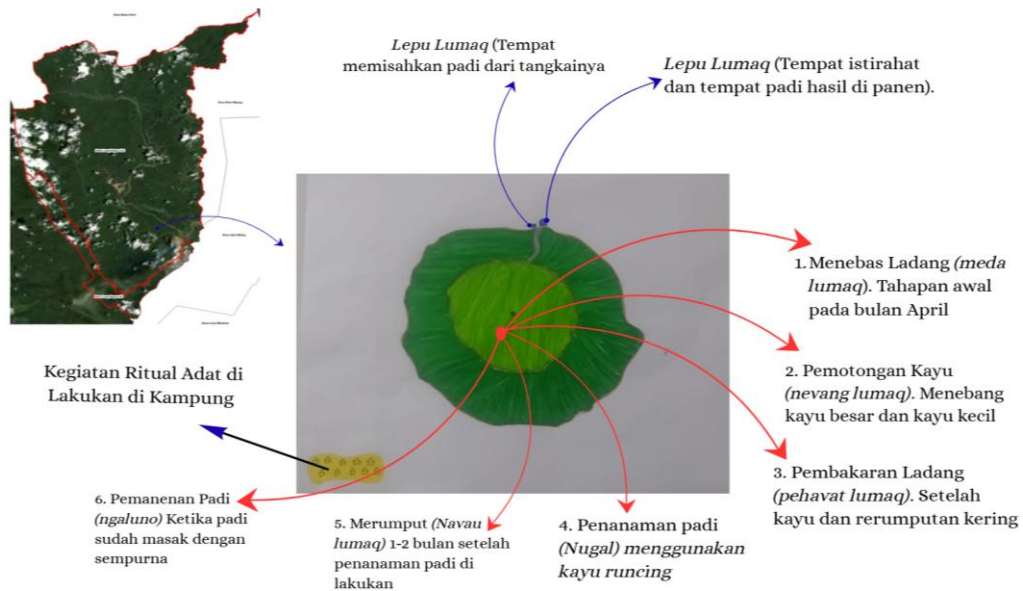 Lepu Lumaq (Tempat
memisahkan padi dari tangkainya
Lepu Lumaq (Tempat istirahat
dan tempat padi hasil di panen).
1. Menebas Ladang (meda
lumaq). Tahapan awal
pada bulan April
2. Pemotongan Kayu
(nevang lumaq). Menebang
kayu besar dan kayu kecil
3. Pembakaran Ladang
(pehavat lumaq). Setelah
kayu dan rerumputan kering
4. Penanaman padi
(Nugal) menggunakan
kayu runcing
5. Merumput (Navau
lumaq) 1-2 bulan setelah
penanaman padi di
lakukan
6. Pemanenan Padi
(ngaluno) Ketika padi
sudah masak dengan
sempurna
Kegiatan Ritual Adat di
Lakukan di Kampung